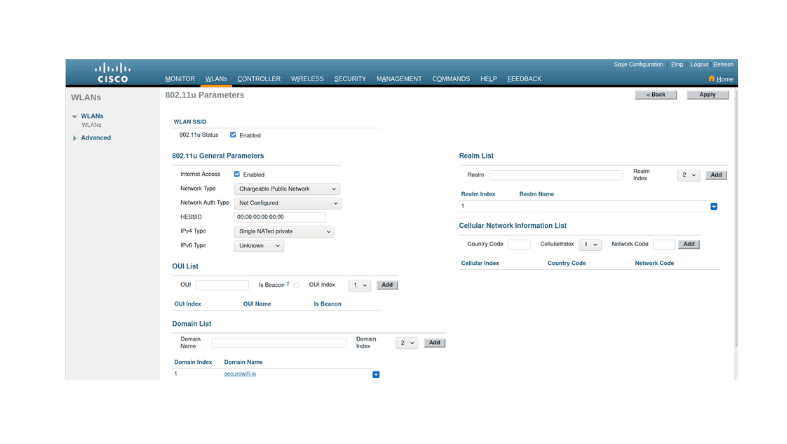 Save Configuration | Ping | Logout | Refresh
CISCO
MONITOR WLANs CONTROLLER WIRELESS SECURITY MANAGEMENT COMMANDS HELP FEEDBACK
Home
WLANs
WLANs
WLANs
Advanced
802.11u Parameters
< Back
Apply
WLAN SSID
802.11u Status Enabled
802.11u General Parameters
Internet Access Enabled
Network Type Chargeable Public Network
Network Auth Type Not Configured
HESSID 00:00:00:00:00:00
IPv4 Type Single NATed private
IPv6 Type Unknown
OUI List
OUI Is Beacon OUI Index 1 Add
OUI Index OUI Name Is Beacon
Domain List
Domain Name Domain Index 2 Add
Domain Index Domain Name
1 securewifi.io
Realm List
Realm Realm Index 2 Add
Realm Index Realm Name
1
Cellular Network Information List
Country Code CellularIndex 1 Network Code Add
Cellular Index Country Code Network Code